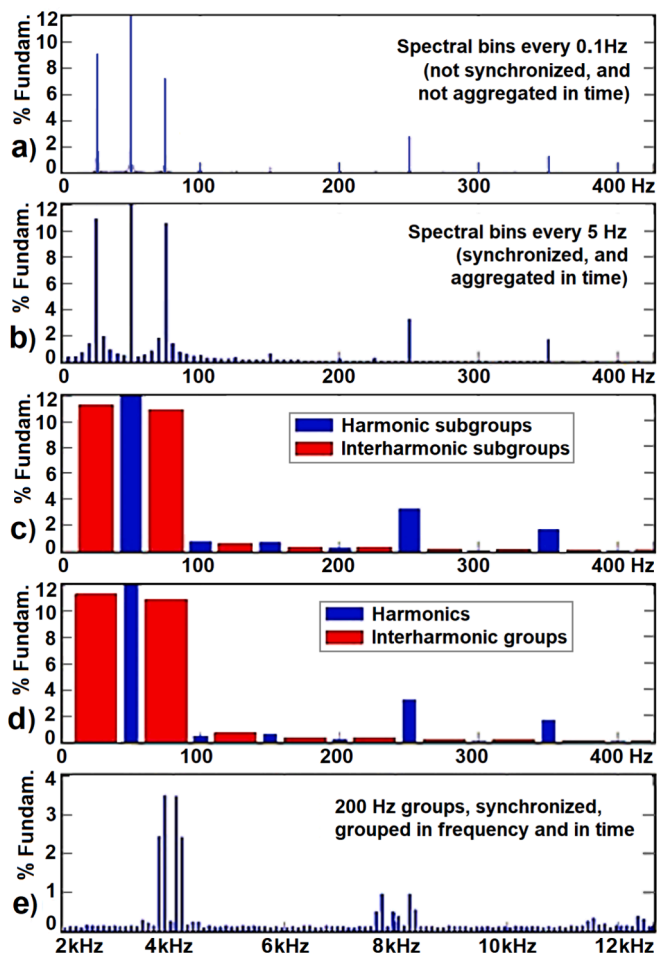 12
10
8
6
4
2
0
% Fundam.
a)
Spectral bins every 0.1Hz
(not synchronized, and
not aggregated in time)
0 100 200 300 400 Hz
12
10
8
6
4
2
0
% Fundam.
b)
Spectral bins every 5 Hz
(synchronized, and
aggregated in time)
0 100 200 300 400 Hz
12
10
8
6
4
2
0
% Fundam.
c)
Harmonic subgroups
Interharmonic subgroups
0 100 200 300 400 Hz
12
10
8
6
4
2
0
% Fundam.
d)
Harmonics
Interharmonic groups
0 100 200 300 400 Hz
4
3
2
1
0
% Fundam.
e)
200 Hz groups, synchronized,
grouped in frequency and in time
2kHz 4kHz 6kHz 8kHz 10kHz 12kHz